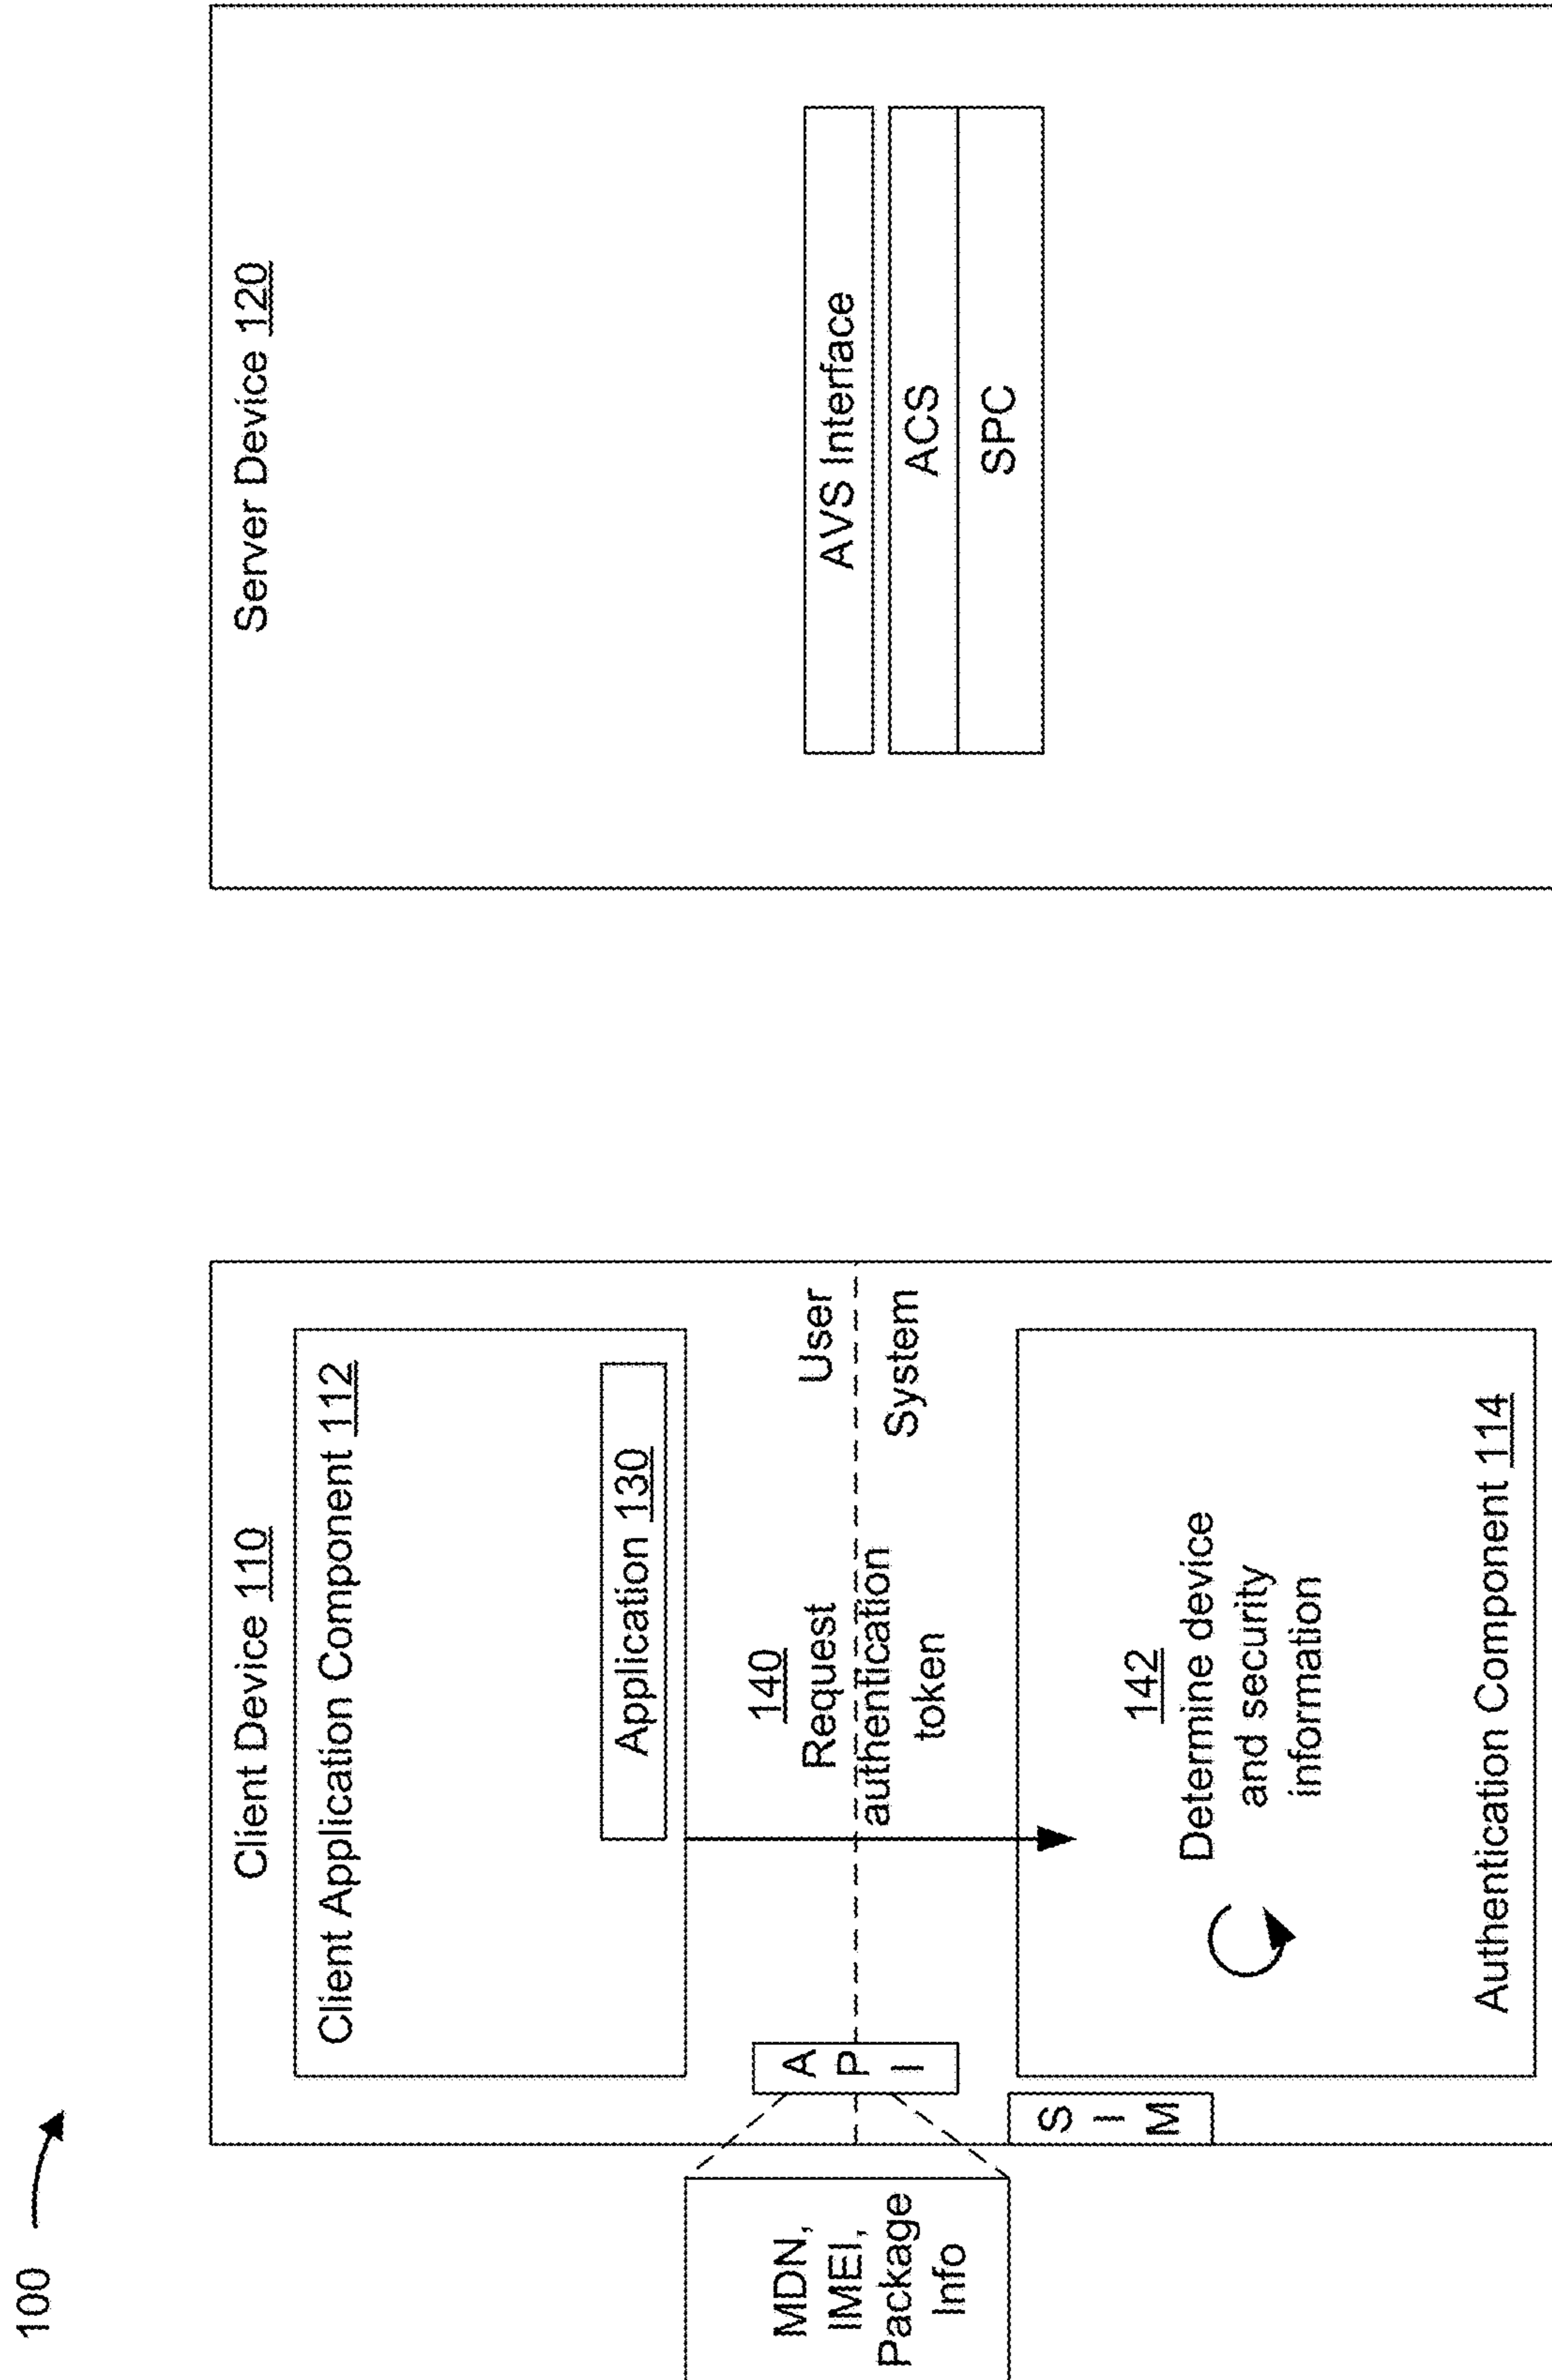 100
Client Device 110
Client Application Component 112
Application 130
MDN,
IMEI,
Package
Info
A
P
I
140
Request
authentication
token
User
System
S
I
M
142
Determine device
and security
information
Authentication Component 114
Server Device 120
AVS Interface
ACS
SPC